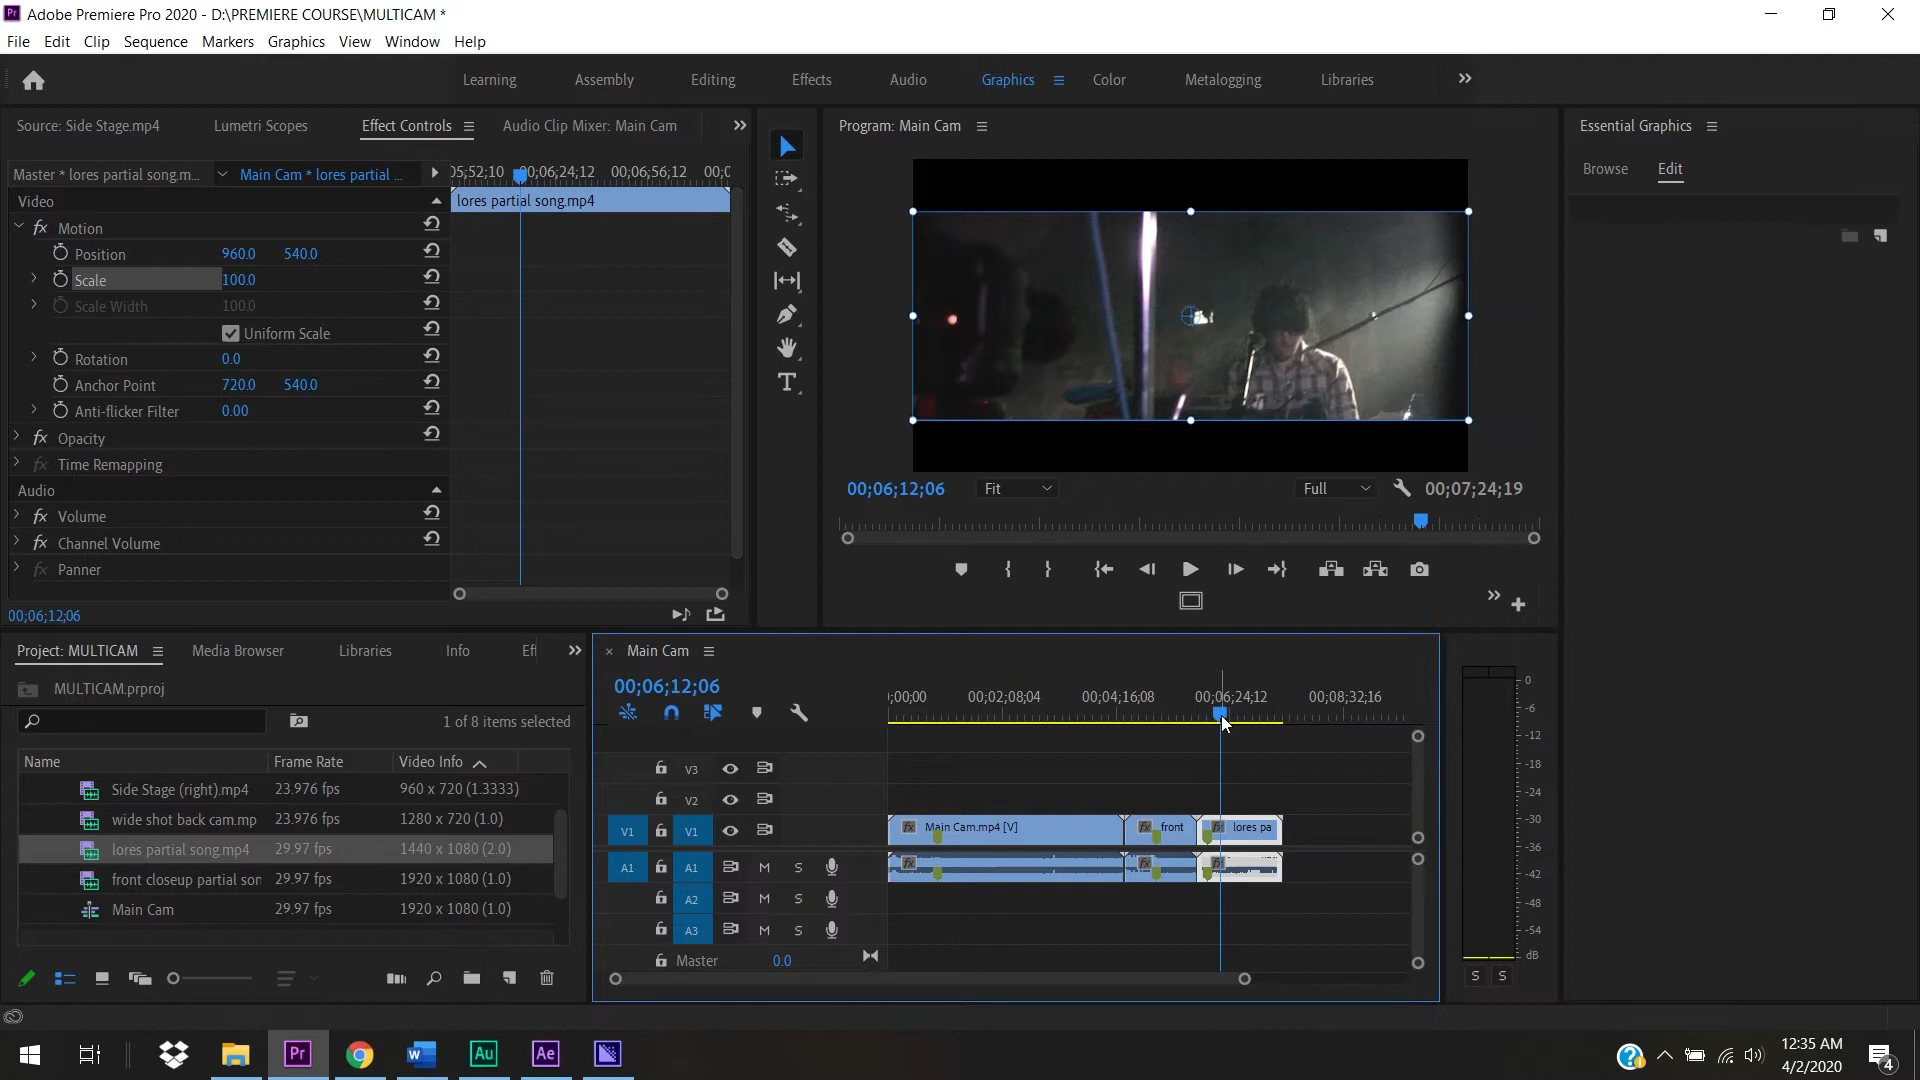 Adobe Premiere Pro 2020 - D:\PREMIERE COURSE\MULTICAM *
File Edit Clip Sequence Markers Graphics View Window Help
Learning Assembly Editing Effects Audio Graphics Color Metalogging Libraries
Source: Side Stage.mp4 Lumetri Scopes Effect Controls Audio Clip Mixer: Main Cam
Program: Main Cam
Essential Graphics
Browse Edit
Master * lores partial song.m... Main Cam * lores partial ...
00;06;24;12 00;06;56;12
Video
lores partial song.mp4
Motion
Position 960.0 540.0
Scale 100.0
Scale Width 100.0
Uniform Scale
Rotation 0.0
Anchor Point 720.0 540.0
Anti-flicker Filter 0.00
Opacity
Time Remapping
Audio
Volume
Channel Volume
Panner
00;06;12;06
00;06;12;06 Fit Full 00;07;24;19
Project: MULTICAM Media Browser Libraries Info
MULTICAM.prproj
1 of 8 items selected
Name Frame Rate Video Info
Side Stage (right).mp4 23.976 fps 960 x 720 (1.3333)
wide shot back cam.mp 23.976 fps 1280 x 720 (1.0)
lores partial song.mp4 29.97 fps 1440 x 1080 (2.0)
front closeup partial son 29.97 fps 1920 x 1080 (1.0)
Main Cam 29.97 fps 1920 x 1080 (1.0)
Main Cam
00;06;12;06
;00;00 00;02;08;04 00;04;16;08 00;06;24;12 00;08;32;16
V3
V2
V1 V1 fx Main Cam.mp4 [V] fx front fx lores pa
A1 A1 M S fx fx fx
A2 M S
A3 M S
Master 0.0
0
-6
-12
-18
-24
-30
-36
-42
-48
-54
dB
S S
Pr Au Ae
12:35 AM
4/2/2020
4